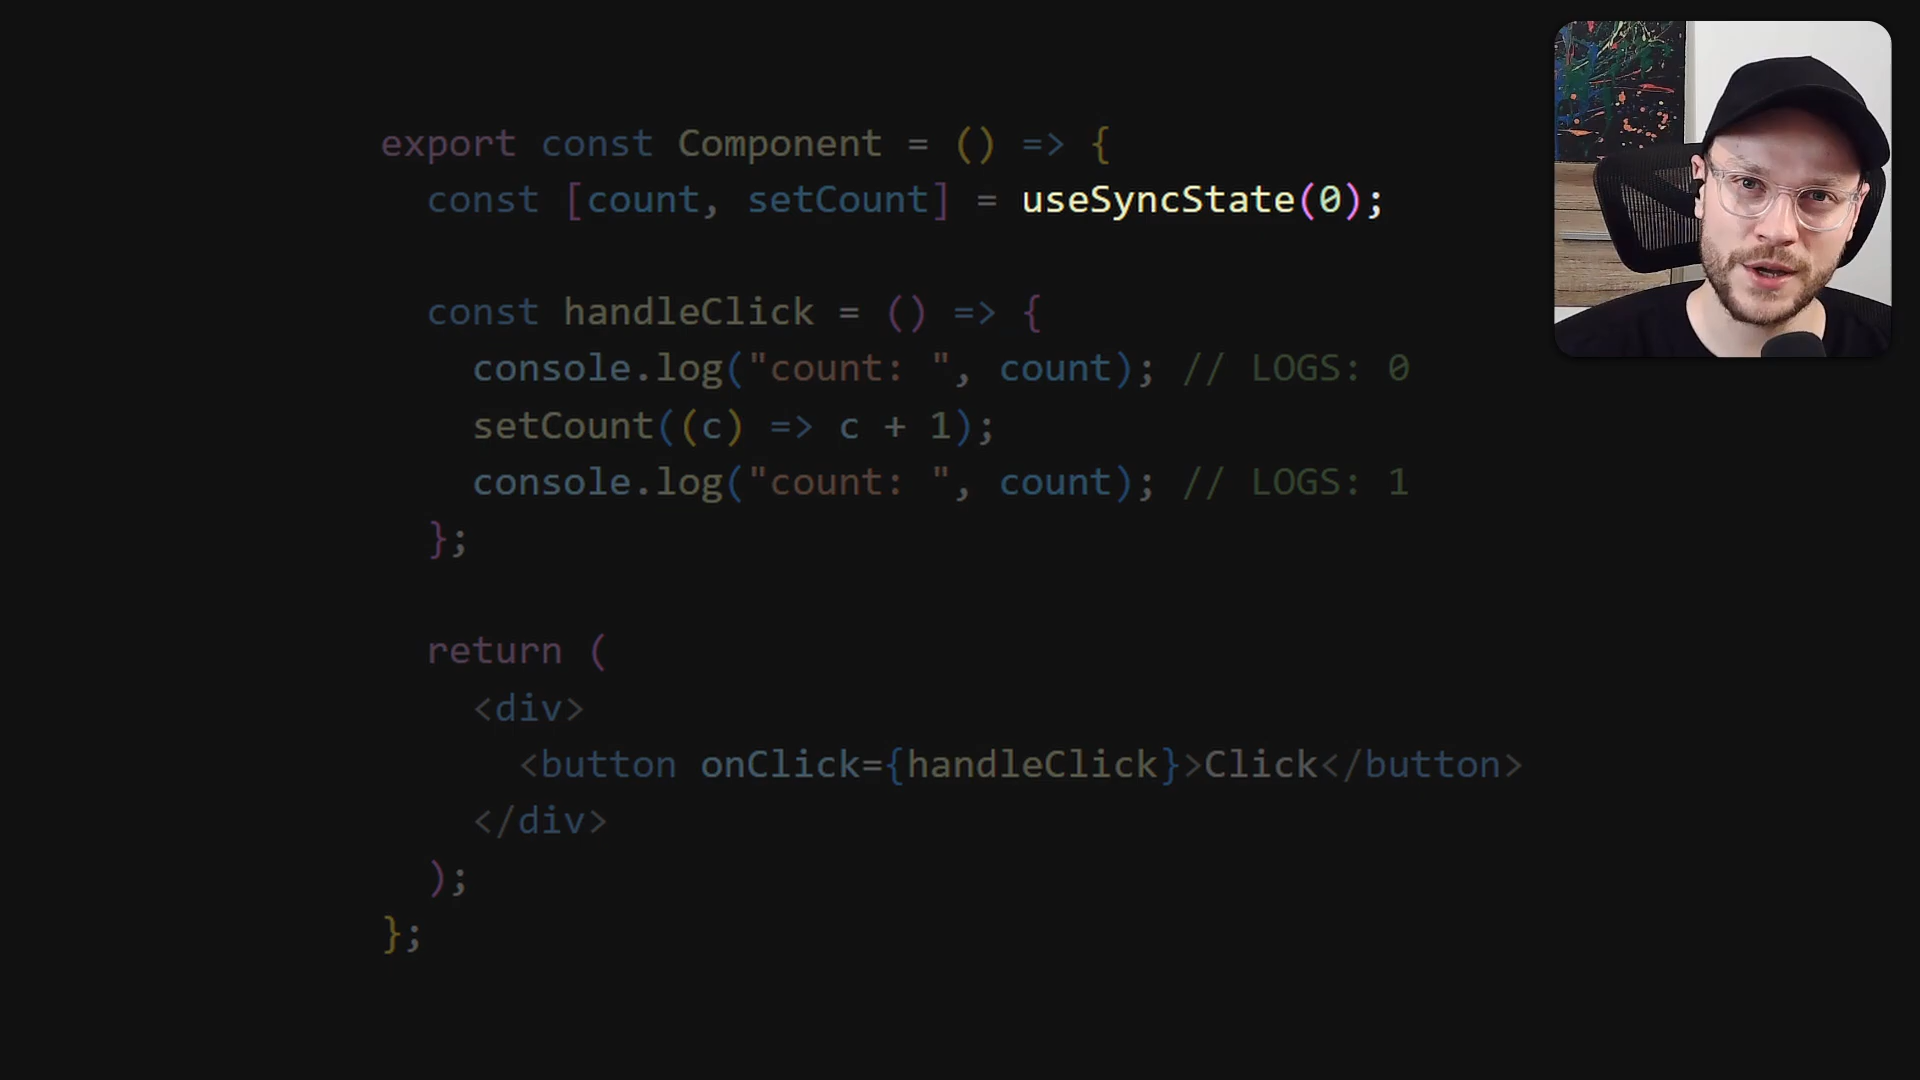 export const Component = () => {
const [count, setCount] = useSyncState(0);
const handleClick = () => {
console.log("count: ", count); // LOGS: 0
setCount((c) => c + 1);
console.log("count: ", count); // LOGS: 1
};
return (
<div>
<button onClick={handleClick}>Click</button>
</div>
);
};